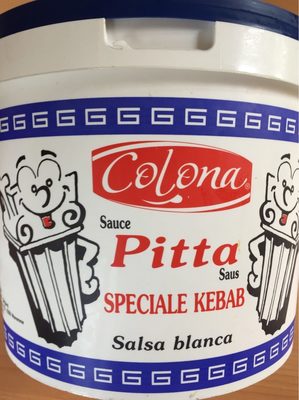 Colona®
Sauce
Pitta
Saus
SPECIALE KEBAB
Salsa blanca